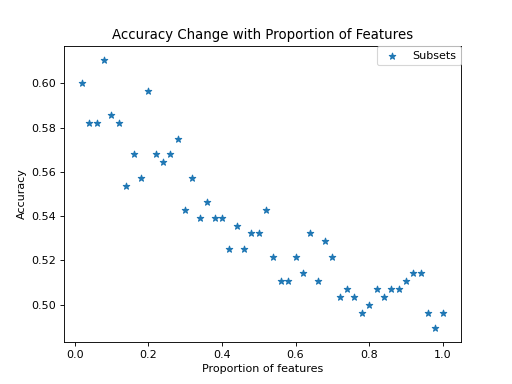 Accuracy Change with Proportion of Features
Subsets
Accuracy
0.60
0.58
0.56
0.54
0.52
0.50
0.0 0.2 0.4 0.6 0.8 1.0
Proportion of features